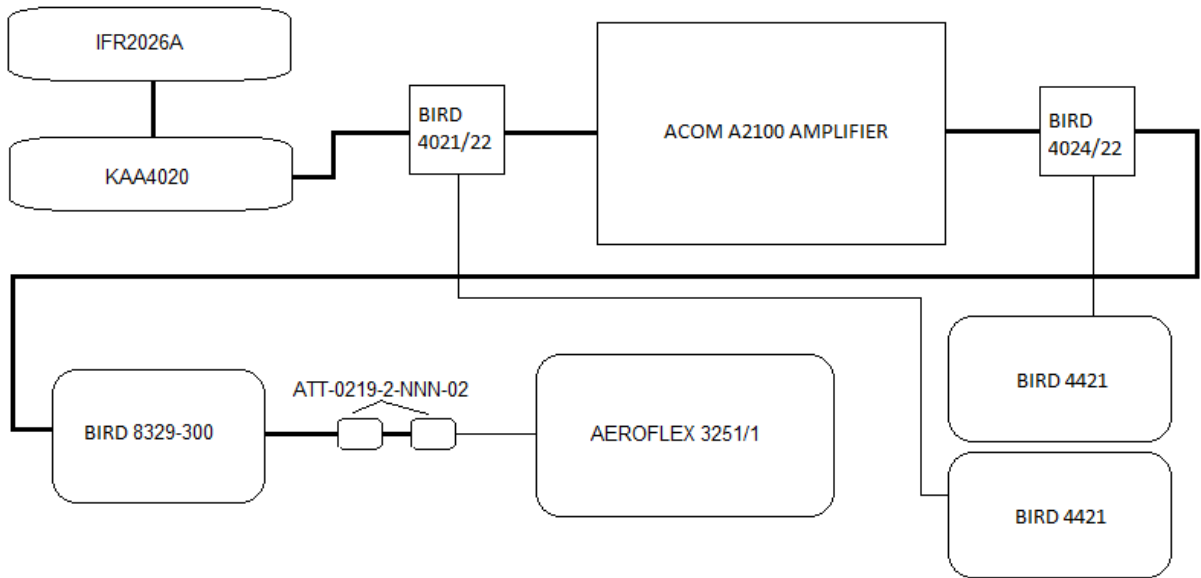 IFR2026A
KAA4020
BIRD
4021/22
ACOM A2100 AMPLIFIER
BIRD
4024/22
BIRD 8329-300
ATT-0219-2-NNN-02
AEROFLEX 3251/1
BIRD 4421
BIRD 4421